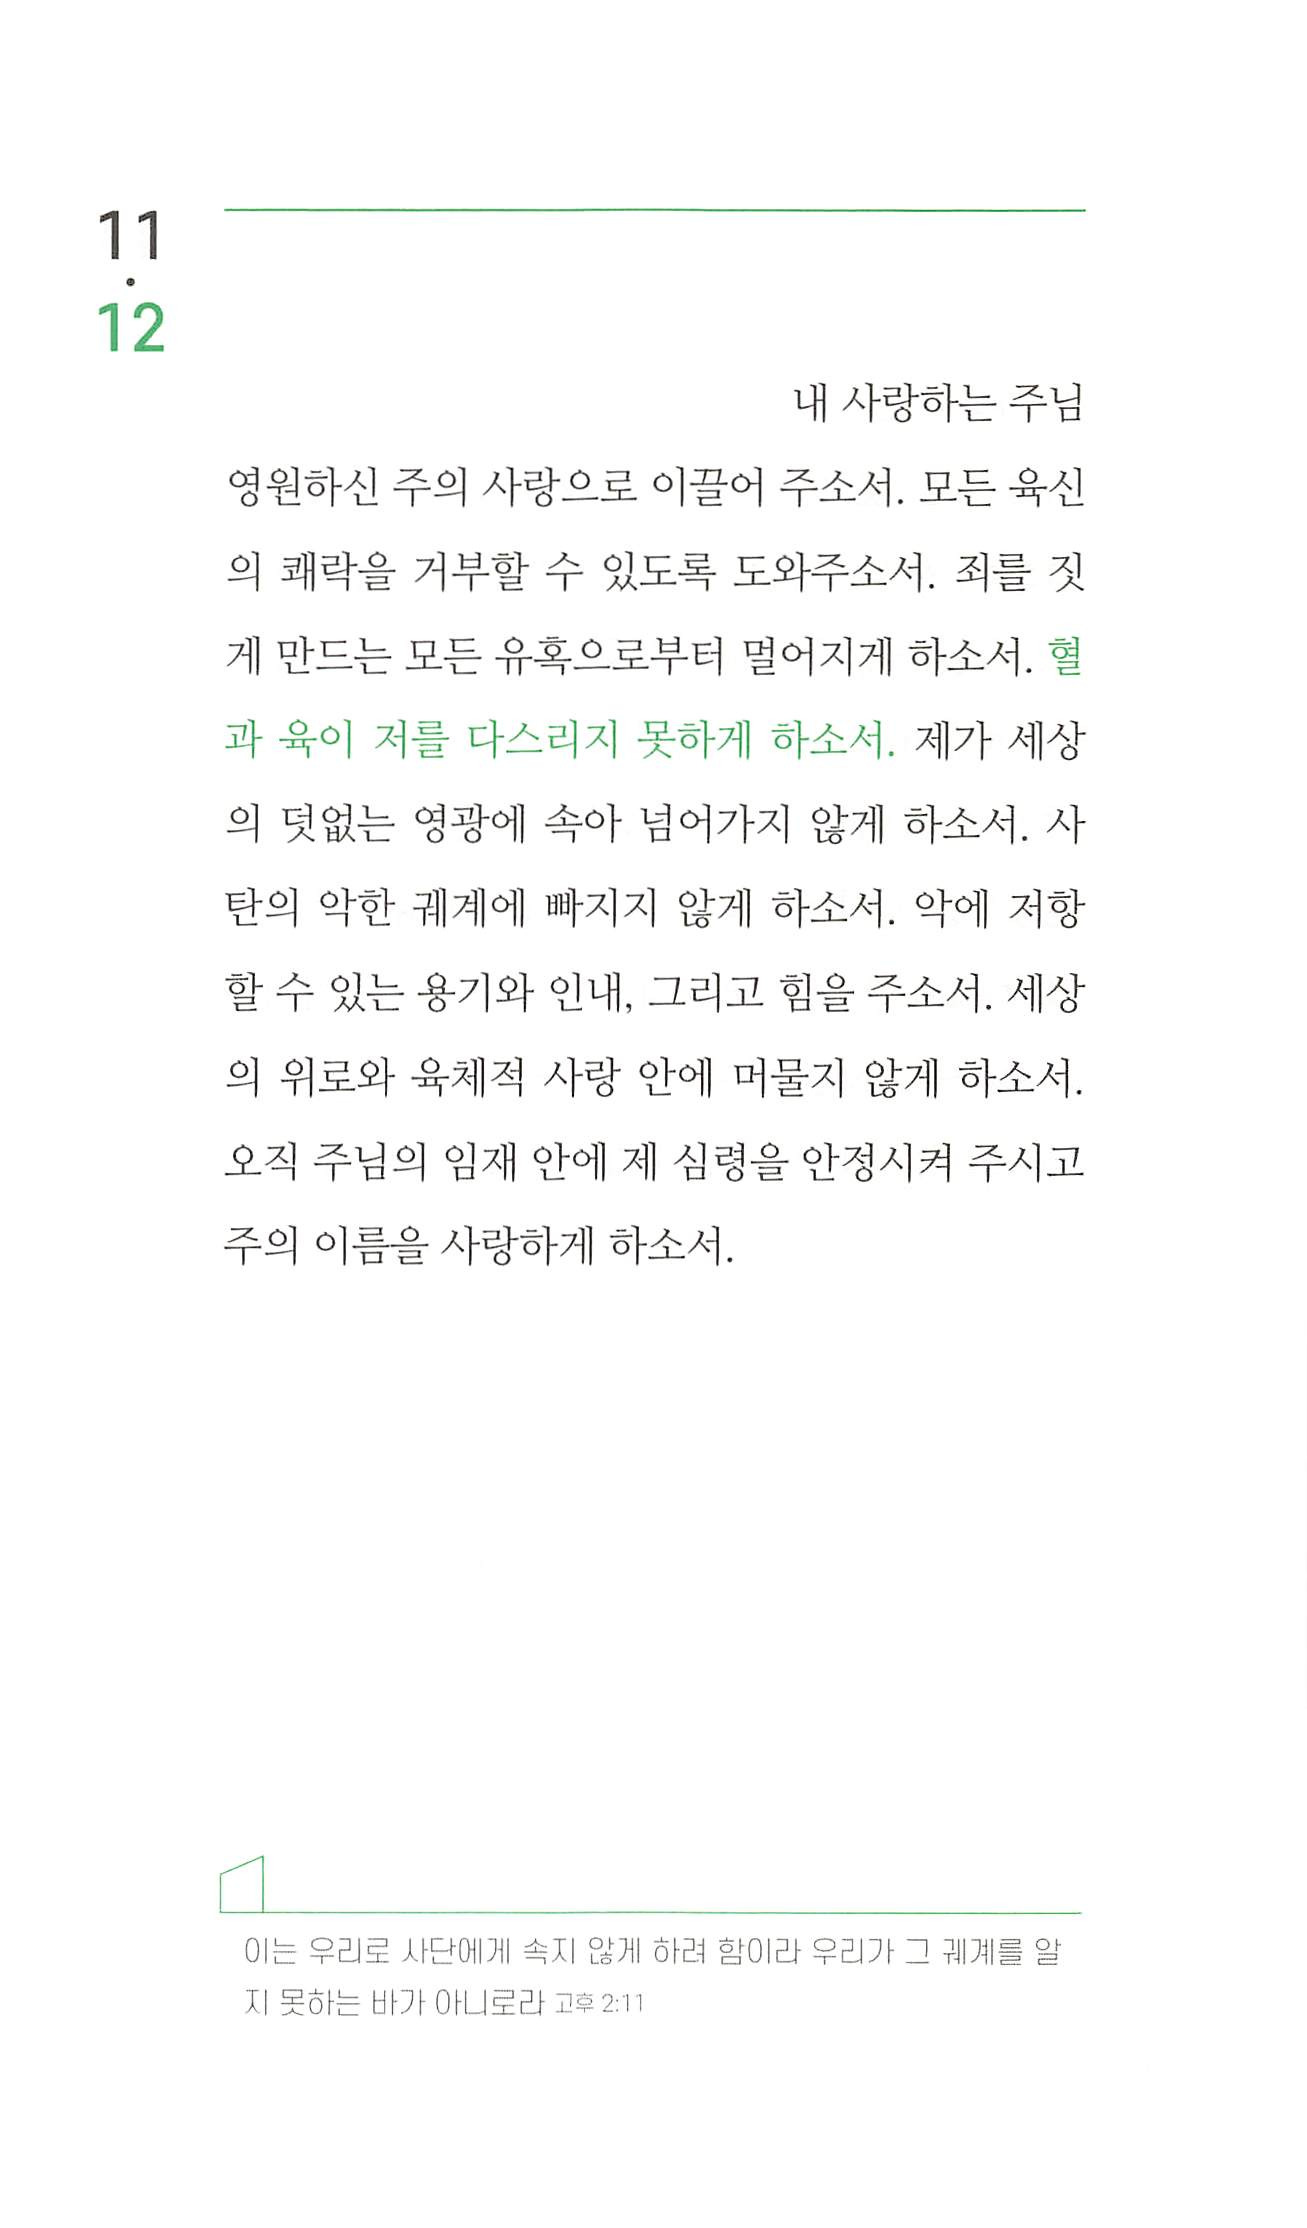 11
·
12
내 사랑하는 주님
영원하신 주의 사랑으로 이끌어 주소서. 모든 육신
의 쾌락을 거부할 수 있도록 도와주소서. 죄를 짓
게 만드는 모든 유혹으로부터 멀어지게 하소서. 혈
과 육이 저를 다스리지 못하게 하소서. 제가 세상
의 덧없는 영광에 속아 넘어가지 않게 하소서. 사
탄의 악한 궤계에 빠지지 않게 하소서. 악에 저항
할 수 있는 용기와 인내, 그리고 힘을 주소서. 세상
의 위로와 육체적 사랑 안에 머물지 않게 하소서.
오직 주님의 임재 안에 제 심령을 안정시켜 주시고
주의 이름을 사랑하게 하소서.
이는 우리로 사단에게 속지 않게 하려 함이라 우리가 그 궤계를 알
지 못하는 바가 아니로라 고후 2:11